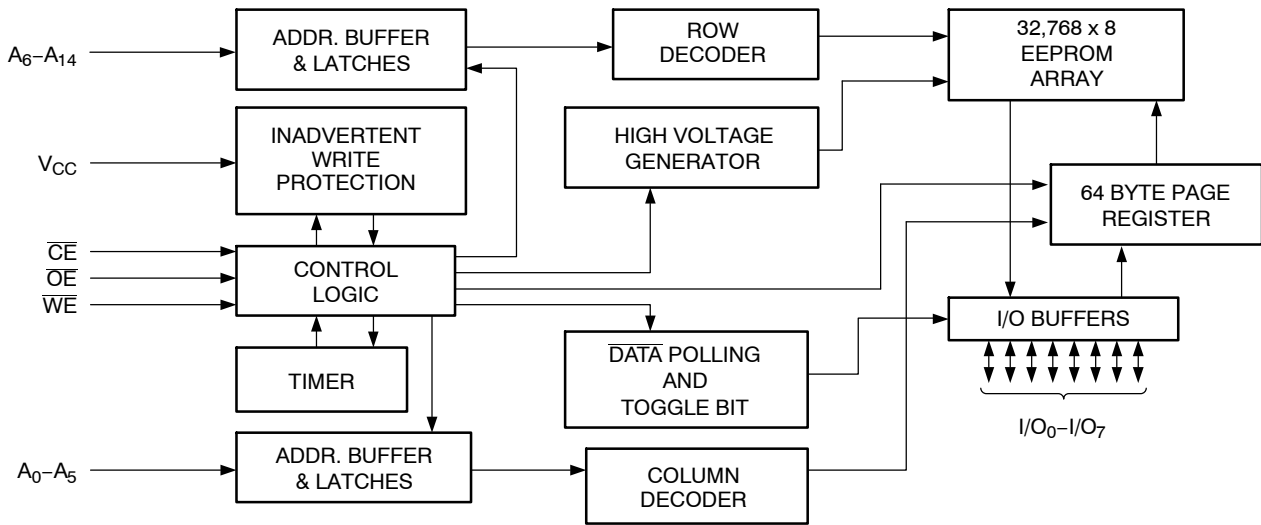 A6–A14
ADDR. BUFFER
& LATCHES
ROW
DECODER
32,768 x 8
EEPROM
ARRAY
VCC
INADVERTENT
WRITE
PROTECTION
HIGH VOLTAGE
GENERATOR
64 BYTE PAGE
REGISTER
CE
OE
WE
CONTROL
LOGIC
I/O BUFFERS
TIMER
DATA POLLING
AND
TOGGLE BIT
I/O0–I/O7
A0–A5
ADDR. BUFFER
& LATCHES
COLUMN
DECODER